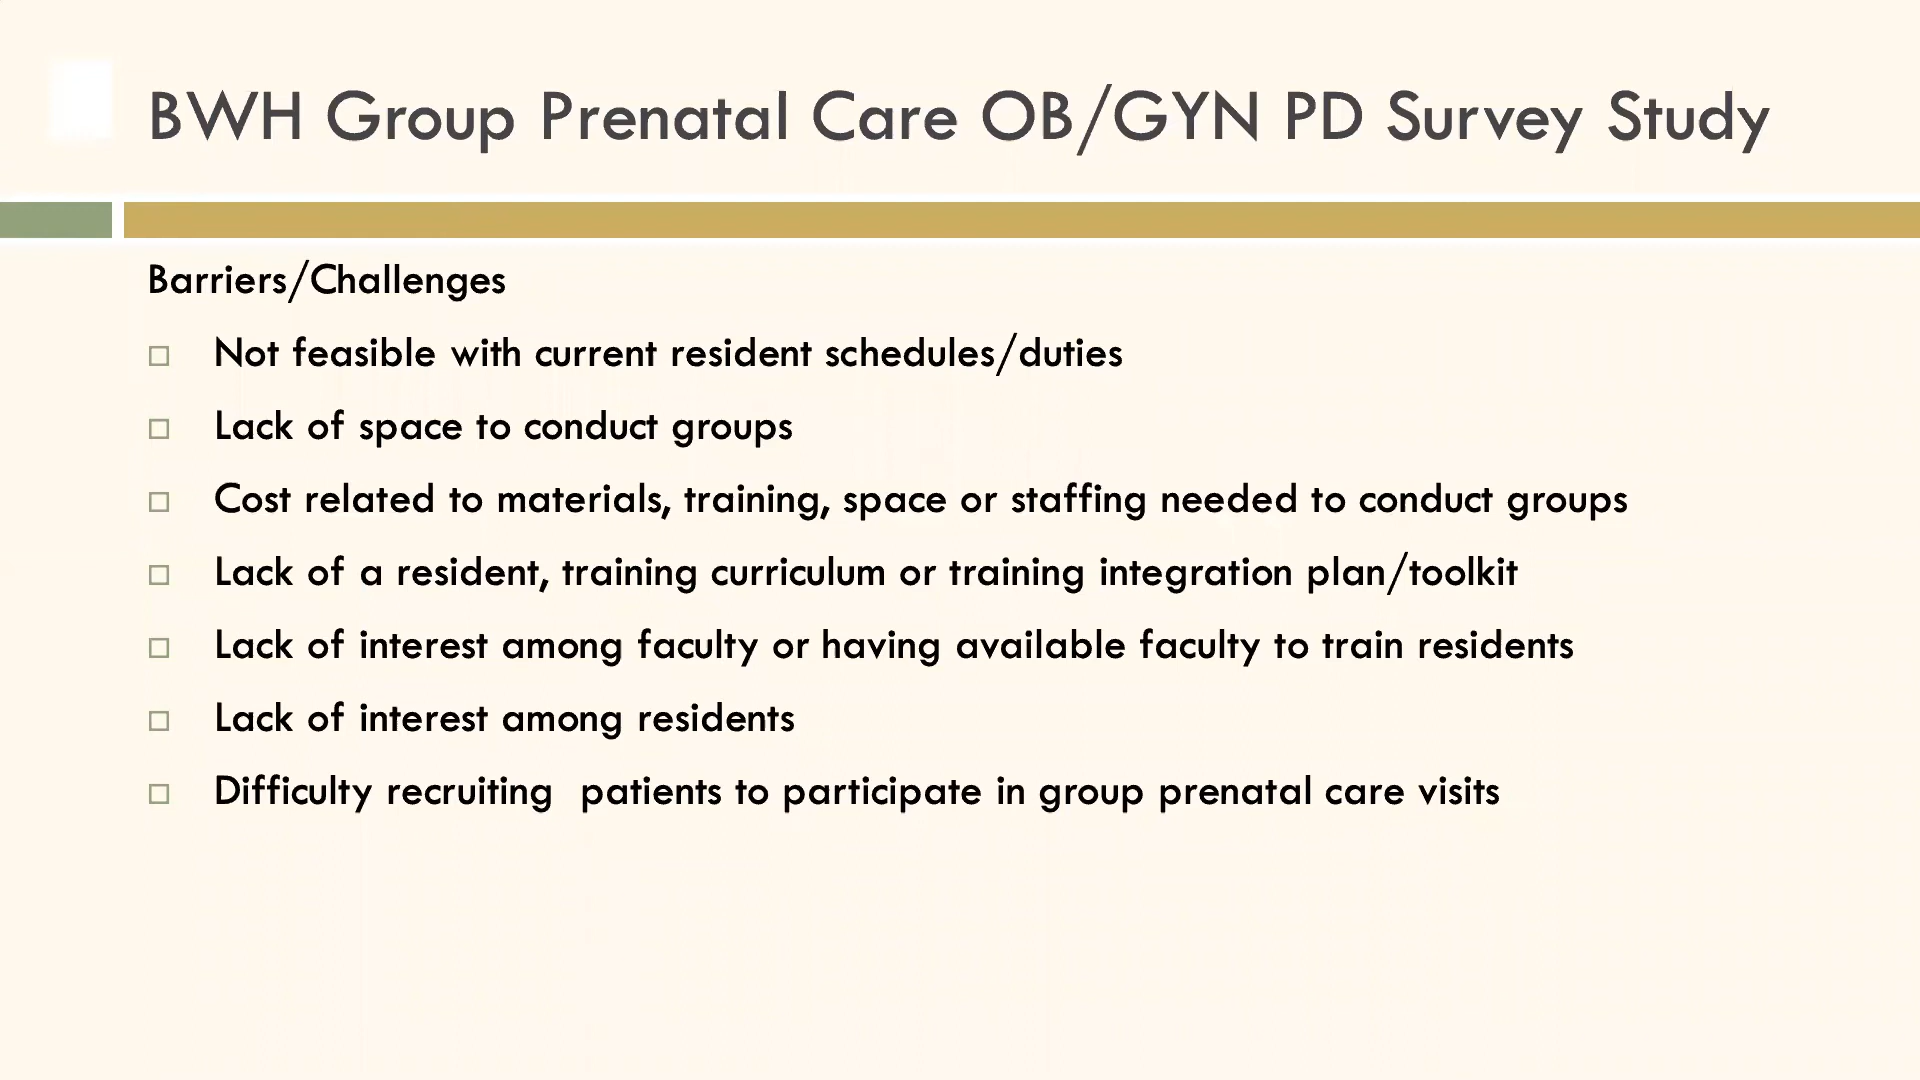 BWH Group Prenatal Care OB/GYN PD Survey Study
Barriers/Challenges
Not feasible with current resident schedules/duties
Lack of space to conduct groups
Cost related to materials, training, space or staffing needed to conduct groups
Lack of a resident, training curriculum or training integration plan/toolkit
Lack of interest among faculty or having available faculty to train residents
Lack of interest among residents
Difficulty recruiting  patients to participate in group prenatal care visits